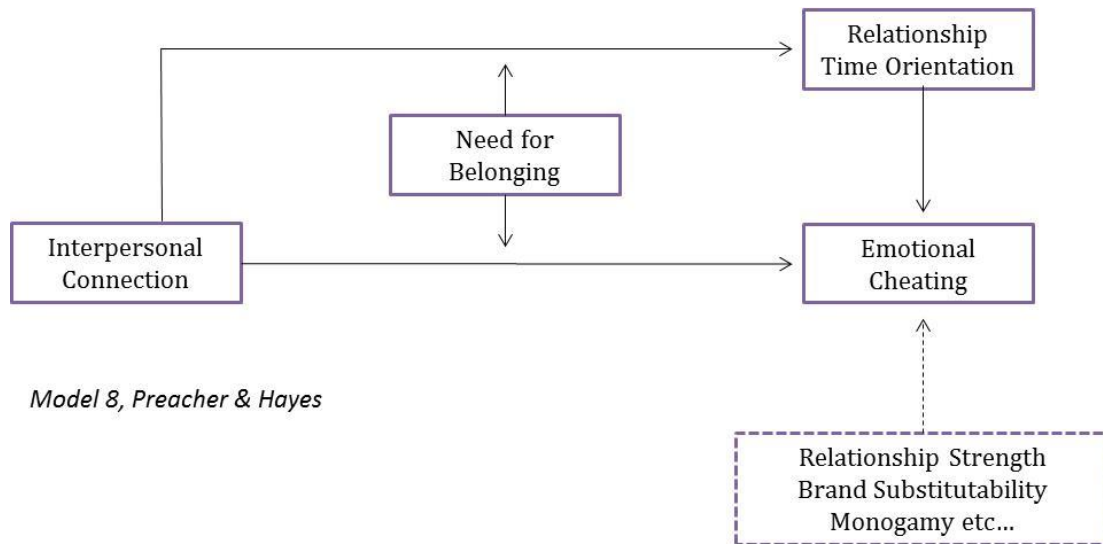 Relationship
Time Orientation
Need for
Belonging
Interpersonal
Connection
Emotional
Cheating
Model 8, Preacher & Hayes
Relationship Strength
Brand Substitutability
Monogamy etc...